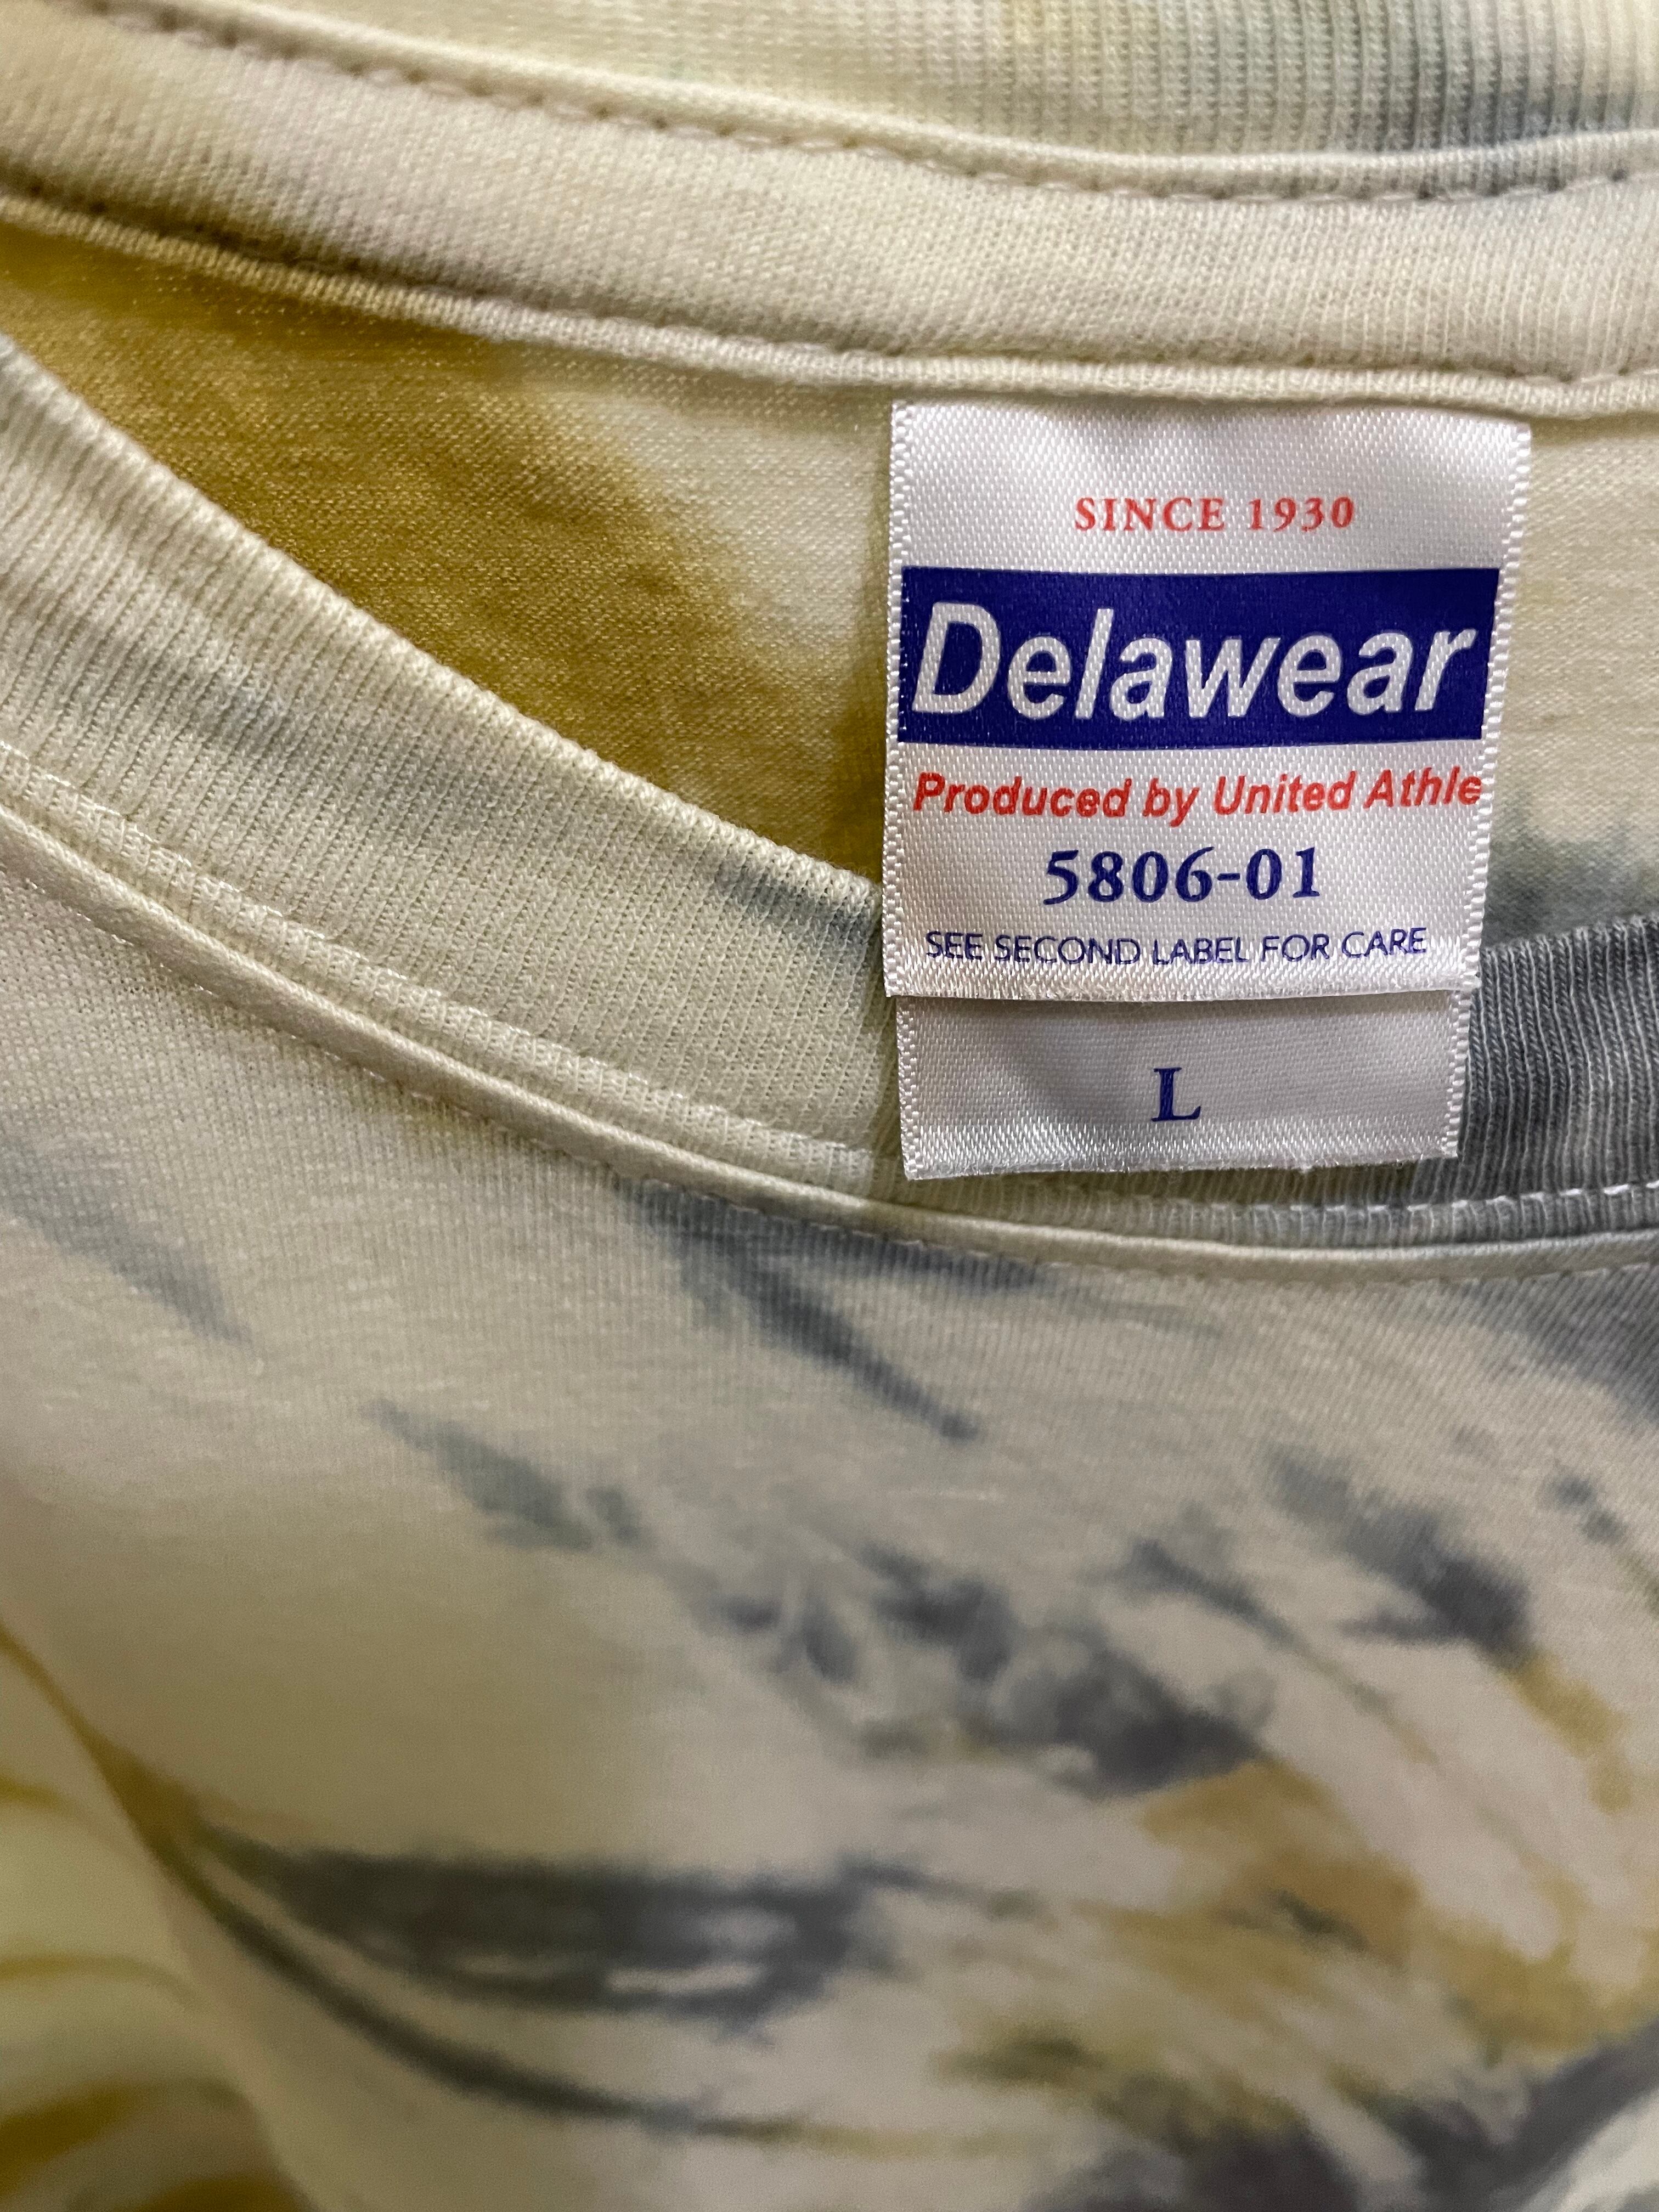 SINCE 1930
Delawear
Produced by United Athle
5806-01
SEE SECOND LABEL FOR CARE
L